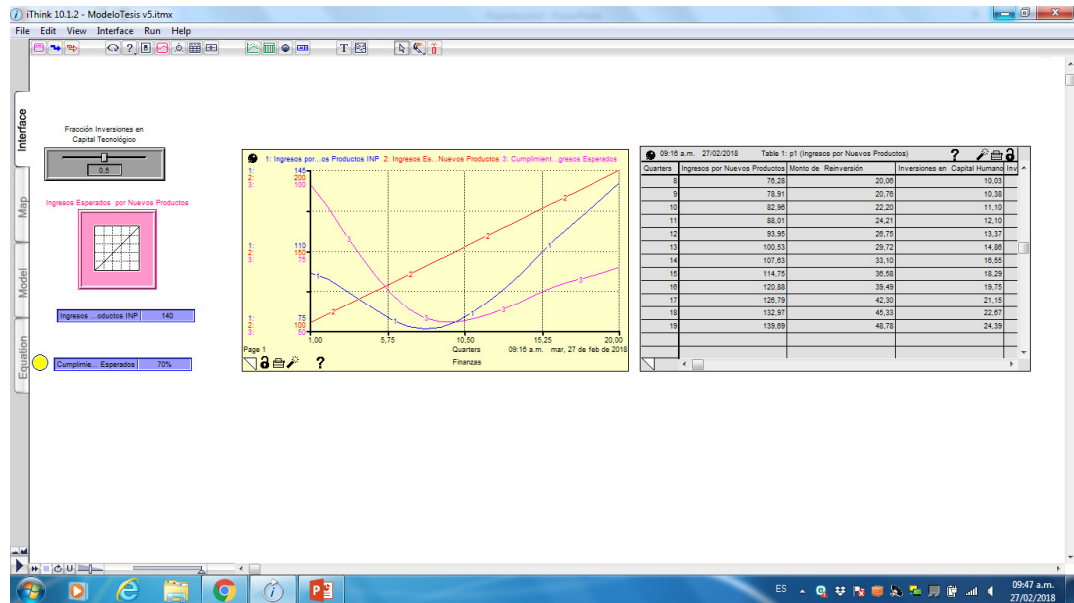 iThink 10.1.2 - ModeloTesis v5.itmx
File Edit View Interface Run Help
Interface
Map
Model
Equation
Fracción Inversiones en
Capital Tecnológico
0,5
Ingresos Esperados por Nuevos Productos
Ingresos ...oductos INP 140
Cumplimie... Esperados 70%
1: Ingresos por...os Productos INP 2: Ingresos Es...Nuevos Productos 3: Cumplimient...gresos Esperados
1: 145
2: 200
3: 100
1: 110
2: 150
3: 75
1: 75
2: 100
3: 50
1,00 5,75 10,50 15,25 20,00
Page 1 Quarters 09:16 a.m. mar, 27 de feb de 2018
Finanzas
?
09:16 a.m. 27/02/2018 Table 1: p1 (Ingresos por Nuevos Productos) ?
Quarters Ingresos por Nuevos Productos Monto de Reinversión Inversiones en Capital Humano Inv
8 76,28 20,06 10,03
9 78,91 20,76 10,38
10 82,96 22,20 11,10
11 88,01 24,21 12,10
12 93,95 26,75 13,37
13 100,53 29,72 14,86
14 107,63 33,10 16,55
15 114,75 36,58 18,29
16 120,88 39,49 19,75
17 126,79 42,30 21,15
18 132,97 45,33 22,67
19 139,69 48,78 24,39
ES 09:47 a.m.
27/02/2018